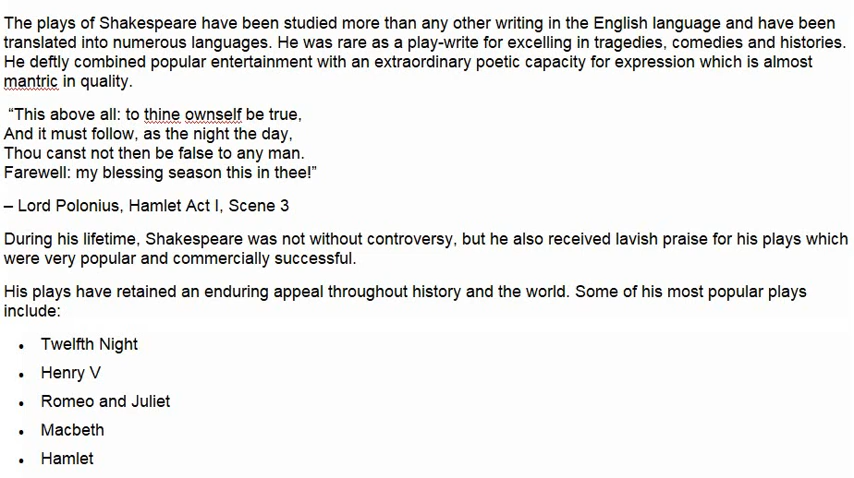 The plays of Shakespeare have been studied more than any other writing in the English language and have been
translated into numerous languages. He was rare as a play-write for excelling in tragedies, comedies and histories.
He deftly combined popular entertainment with an extraordinary poetic capacity for expression which is almost
mantric in quality.
“This above all: to thine ownself be true,
And it must follow, as the night the day,
Thou canst not then be false to any man.
Farewell: my blessing season this in thee!”
– Lord Polonius, Hamlet Act I, Scene 3
During his lifetime, Shakespeare was not without controversy, but he also received lavish praise for his plays which
were very popular and commercially successful.
His plays have retained an enduring appeal throughout history and the world. Some of his most popular plays
include:
• Twelfth Night
• Henry V
• Romeo and Juliet
• Macbeth
• Hamlet